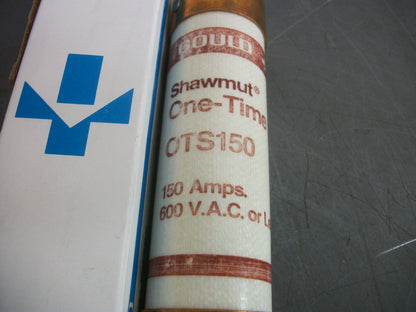 GOULD
Shawmut®
One-Time
OTS150
150 Amps.
600 V.A.C. or